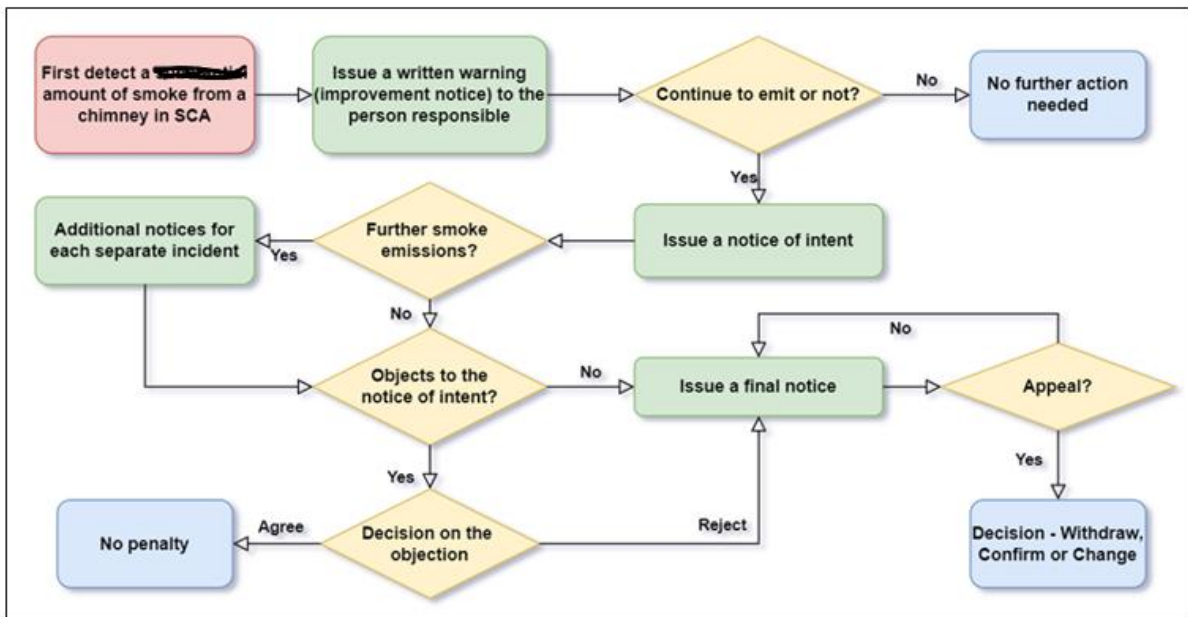 First detect a
amount of smoke from a
chimney in SCA
Issue a written warning
(improvement notice) to the
person responsible
Continue to emit or not?
No
No further action
needed
Yes
Additional notices for
each separate incident
Yes
Further smoke
emissions?
Issue a notice of intent
No
No
Objects to the
notice of intent?
No
Issue a final notice
Appeal?
Yes
Yes
No penalty
Agree
Decision on the
objection
Reject
Decision - Withdraw,
Confirm or Change